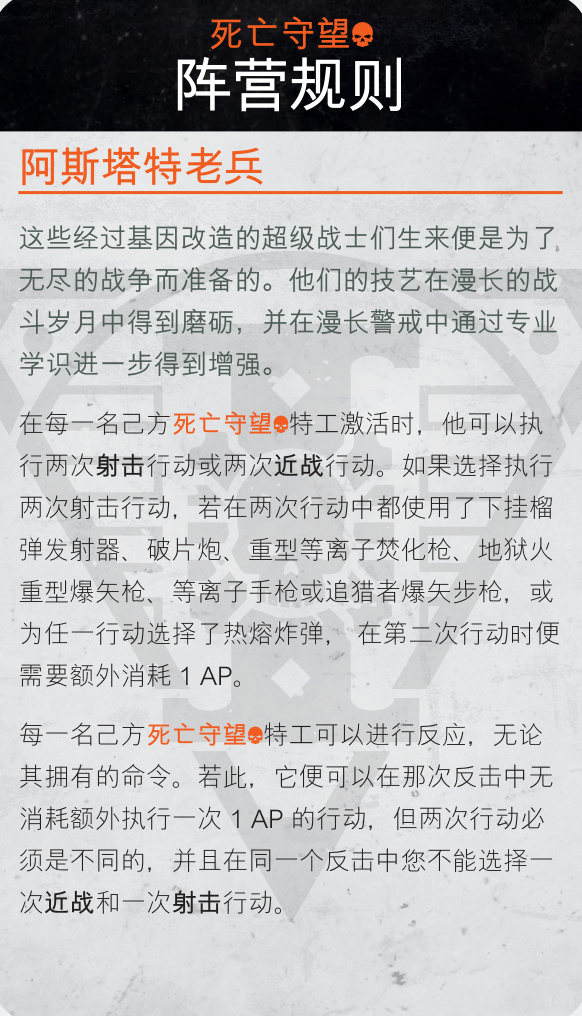 死亡守望
阵营规则
阿斯塔特老兵
这些经过基因改造的超级战士们生来便是为了
无尽的战争而准备的。他们的技艺在漫长的战
斗岁月中得到磨砺，并在漫长警戒中通过专业
学识进一步得到增强。
在每一名己方死亡守望特工激活时，他可以执
行两次射击行动或两次近战行动。如果选择执行
两次射击行动，若在两次行动中都使用了下挂榴
弹发射器、破片炮、重型等离子焚化枪、地狱火
重型爆矢枪、等离子手枪或追猎者爆矢步枪，或
为任一行动选择了热熔炸弹，在第二次行动时便
需要额外消耗 1 AP。
每一名己方死亡守望特工可以进行反应，无论
其拥有的命令。若此，它便可以在那次反击中无
消耗额外执行一次 1 AP 的行动，但两次行动必
须是不同的，并且在同一个反击中您不能选择一
次近战和一次射击行动。